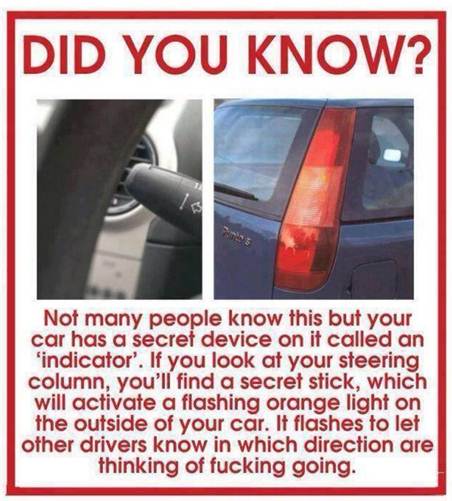 DID YOU KNOW?
Punto S
Not many people know this but your
car has a secret device on it called an
‘indicator’. If you look at your steering
column, you’ll find a secret stick, which
will activate a flashing orange light on
the outside of your car. It flashes to let
other drivers know in which direction are
thinking of fucking going.